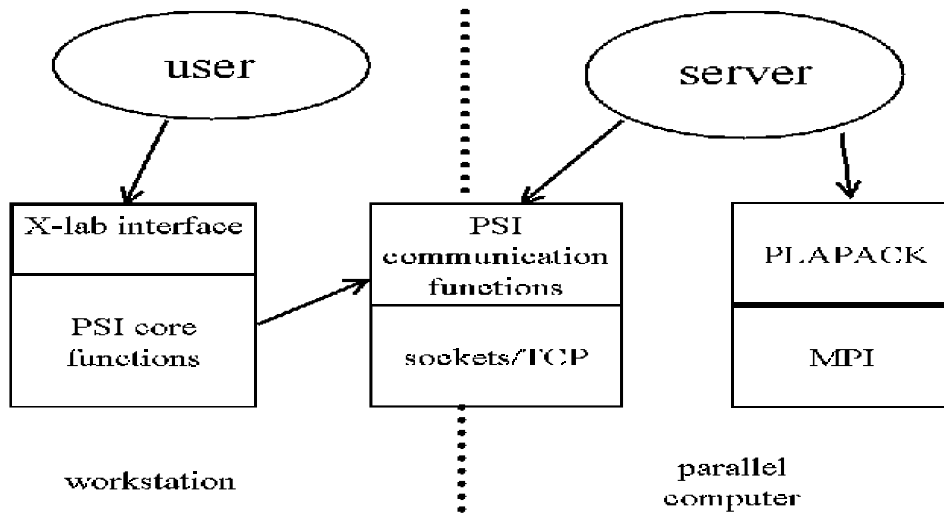 user
server
X-lab interface
PSI core
functions
PSI
communication
functions
sockets/TCP
PLAPACK
MPI
workstation
parallel
computer